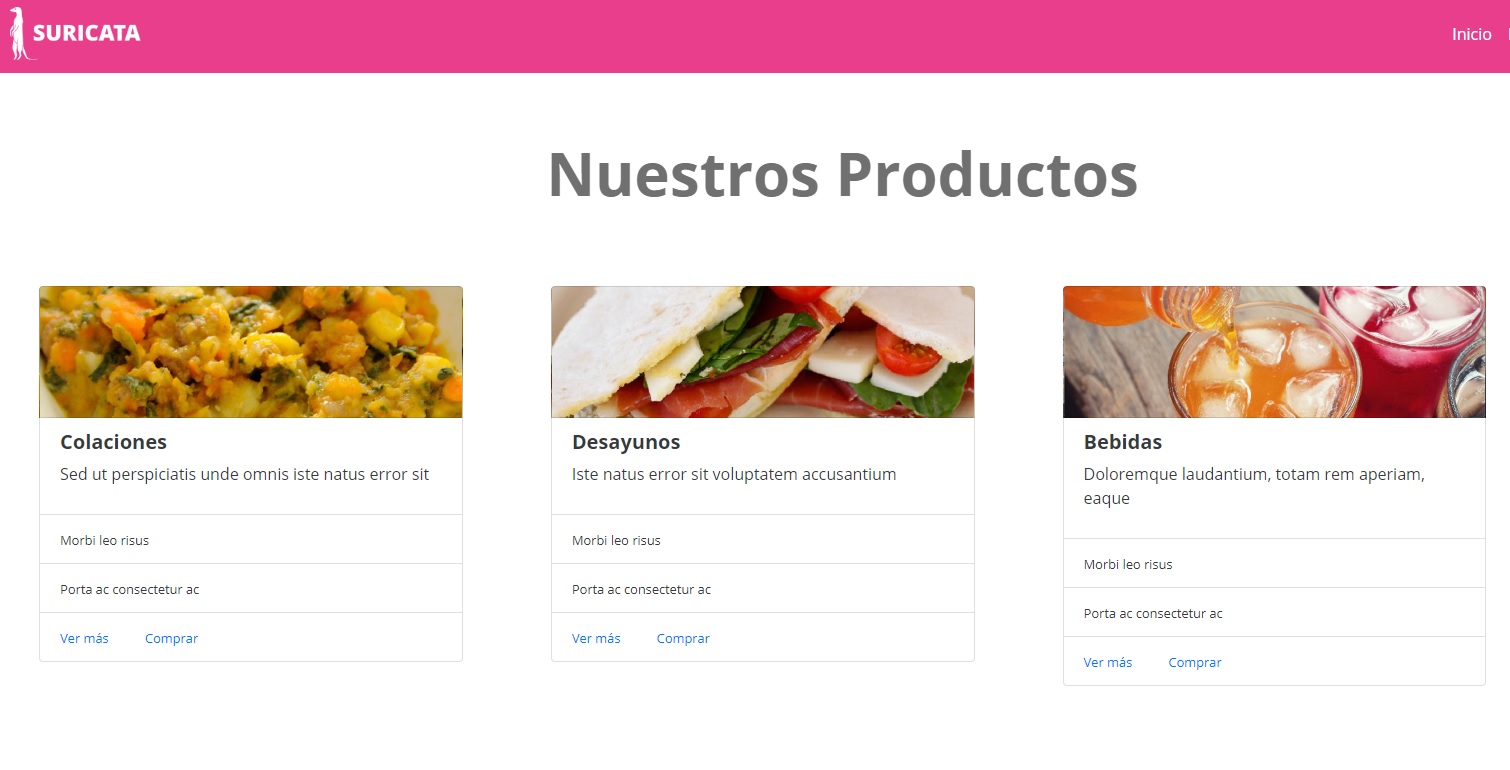 SURICATA
Inicio
Nuestros Productos
Colaciones
Sed ut perspiciatis unde omnis iste natus error sit
Morbi leo risus
Porta ac consectetur ac
Ver más Comprar
Desayunos
Iste natus error sit voluptatem accusantium
Morbi leo risus
Porta ac consectetur ac
Ver más Comprar
Bebidas
Doloremque laudantium, totam rem aperiam,
eaque
Morbi leo risus
Porta ac consectetur ac
Ver más Comprar